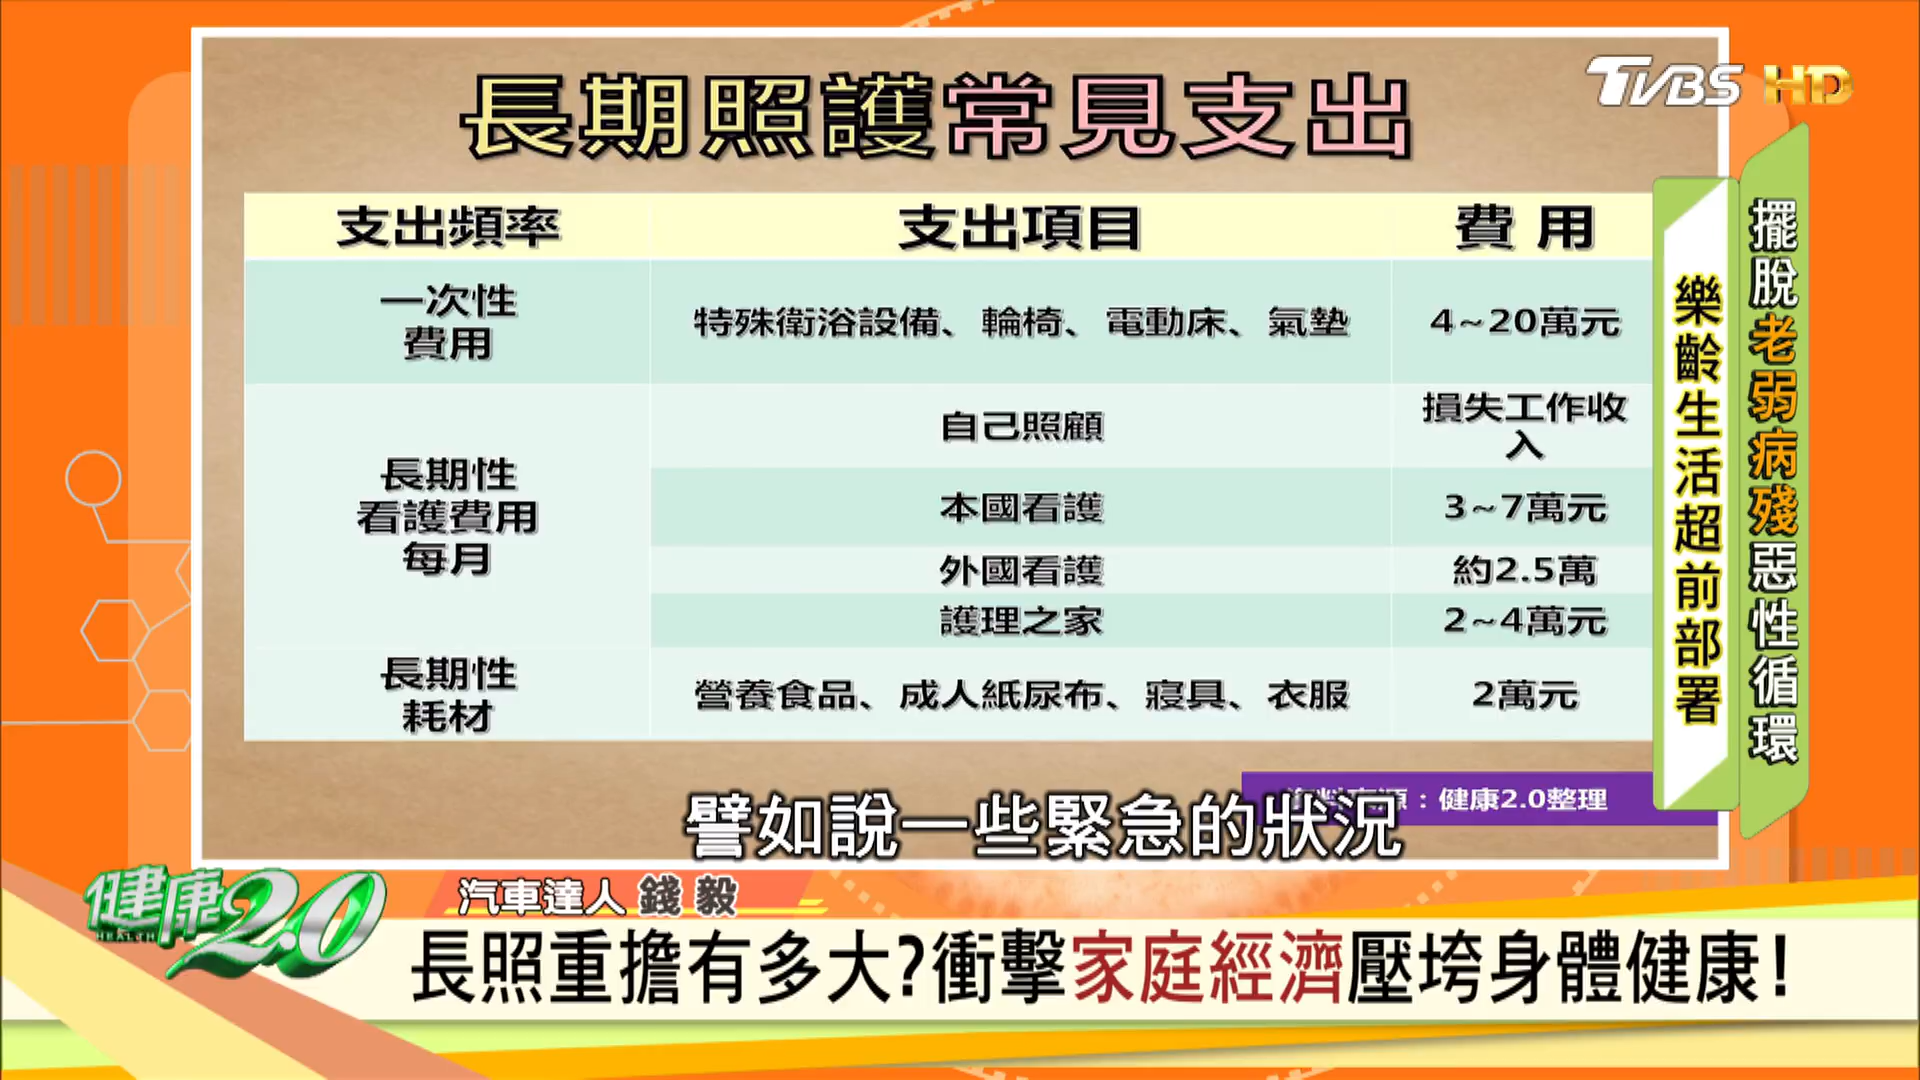 長期照護常見支出
TVBS HD
支出頻率 支出項目 費用
一次性
費用
特殊衛浴設備、輪椅、電動床、氣墊
4~20萬元
長期性
看護費用
每月
自己照顧
損失工作收
入
本國看護
3~7萬元
外國看護
約2.5萬
護理之家
2~4萬元
長期性
耗材
營養食品、成人紙尿布、寢具、衣服
2萬元
擺脫老弱病殘惡性循環
樂齡生活超前部署
源:健康2.0整理
譬如說一些緊急的狀況
健康2.0
HEALTH
汽車達人 錢毅
長照重擔有多大?衝擊家庭經濟壓垮身體健康!